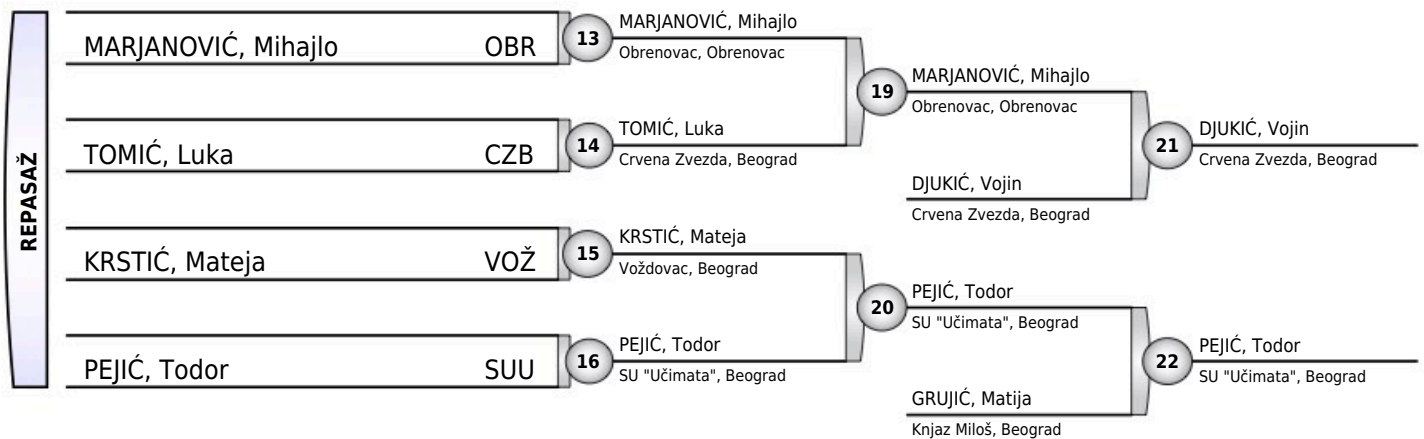 REPASAŽ
MARJANOVIĆ, Mihajlo OBR
TOMIĆ, Luka CZB
KRSTIĆ, Mateja VOŽ
PEJIĆ, Todor SUU
13
MARJANOVIĆ, Mihajlo
Obrenovac, Obrenovac
14
TOMIĆ, Luka
Crvena Zvezda, Beograd
15
KRSTIĆ, Mateja
Voždovac, Beograd
16
PEJIĆ, Todor
SU "Učimata", Beograd
19
MARJANOVIĆ, Mihajlo
Obrenovac, Obrenovac
DJUKIĆ, Vojin
Crvena Zvezda, Beograd
20
PEJIĆ, Todor
SU "Učimata", Beograd
GRUJIĆ, Matija
Knjaz Miloš, Beograd
21
DJUKIĆ, Vojin
Crvena Zvezda, Beograd
22
PEJIĆ, Todor
SU "Učimata", Beograd